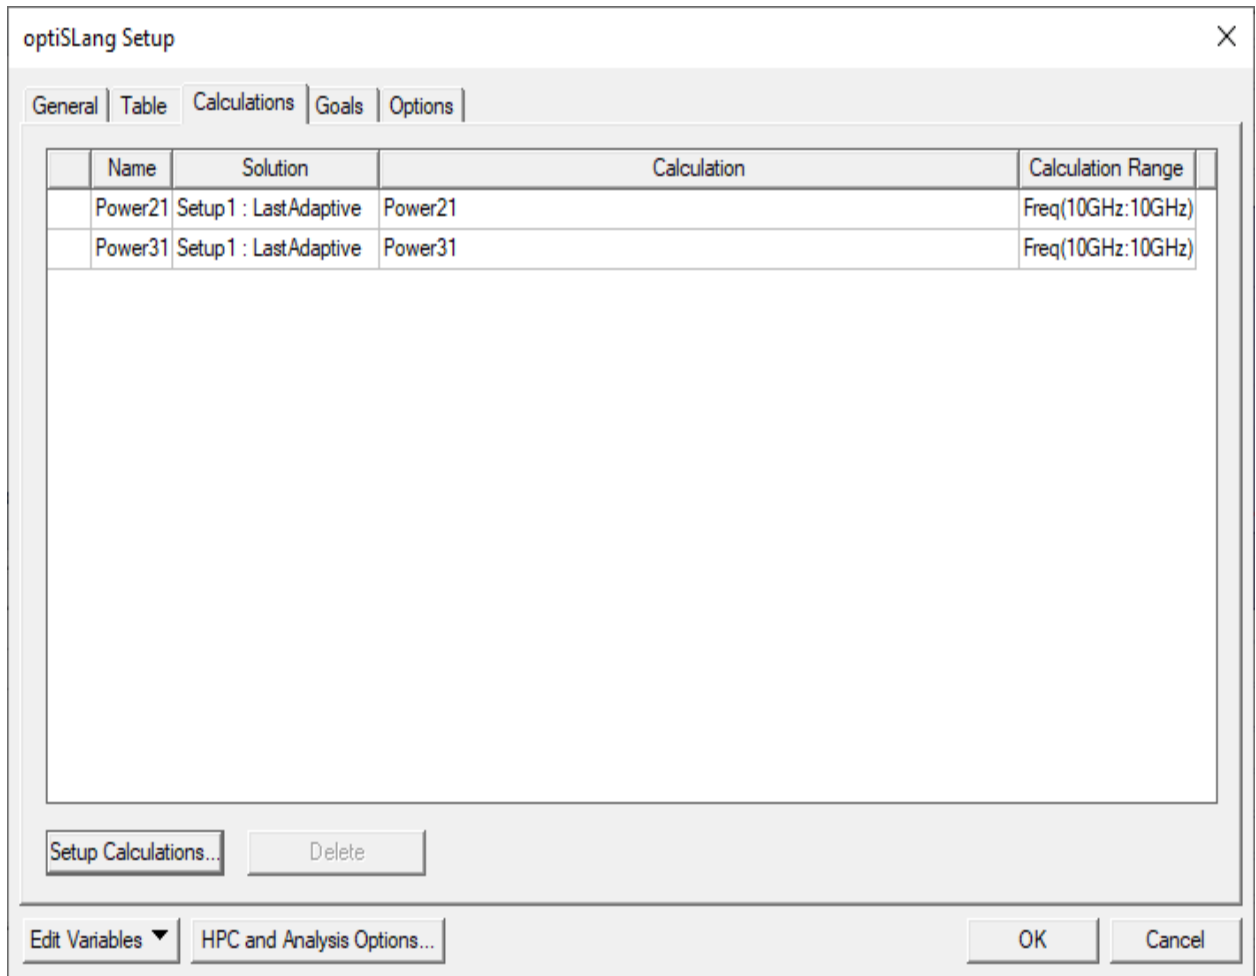 optiSLang Setup
General Table Calculations Goals Options
Name Solution Calculation Calculation Range
Power21 Setup1 : LastAdaptive Power21 Freq(10GHz:10GHz)
Power31 Setup1 : LastAdaptive Power31 Freq(10GHz:10GHz)
Setup Calculations... Delete
Edit Variables HPC and Analysis Options... OK Cancel